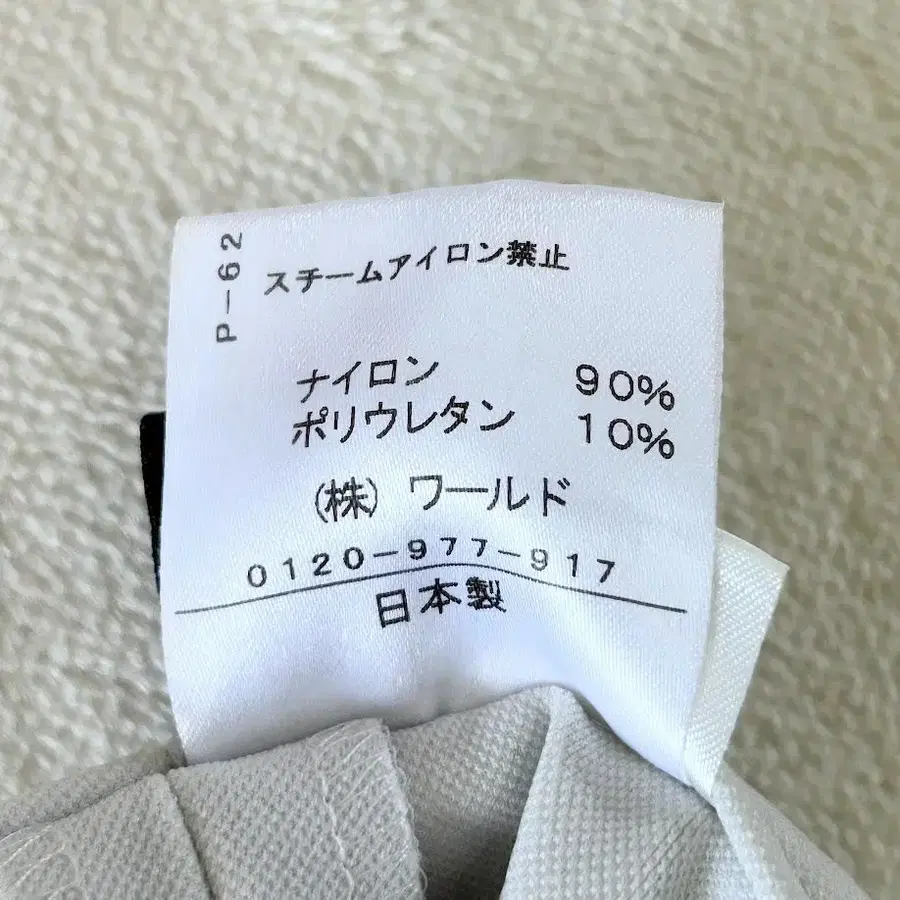 P-62
スチームアイロン禁止
ナイロン 90%
ポリウレタン 10%
(株) ワールド
0120-977-917
日本製